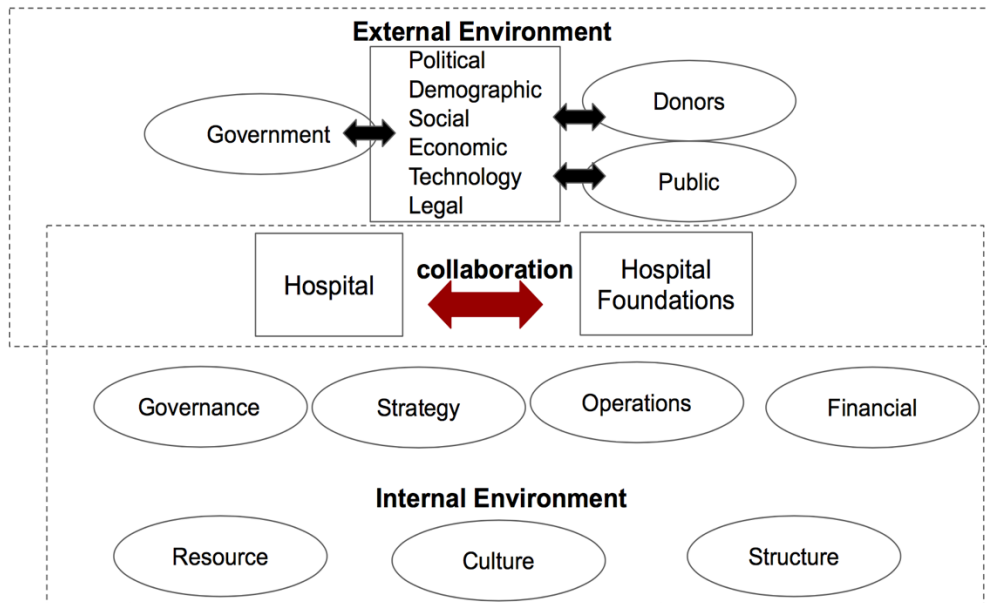 External Environment
Political
Demographic
Social
Economic
Technology
Legal
Government
Donors
Public
Hospital
collaboration
Hospital
Foundations
Governance
Strategy
Operations
Financial
Internal Environment
Resource
Culture
Structure